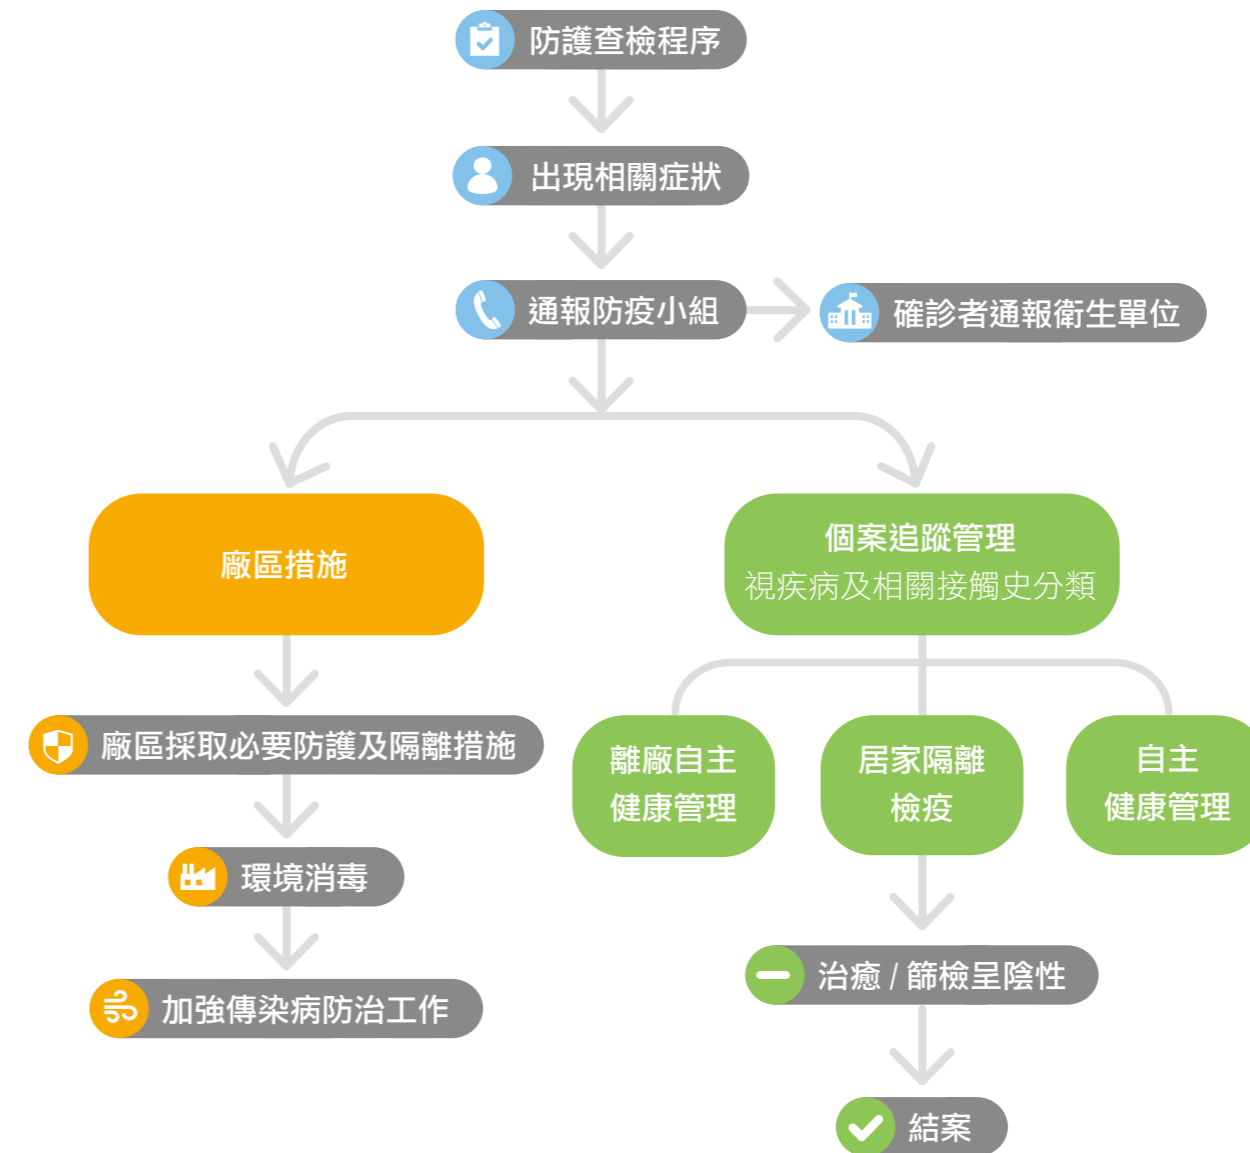 防護查檢程序
出現相關症狀
通報防疫小組
確診者通報衛生單位
廠區措施
個案追蹤管理
視疾病及相關接觸史分類
廠區採取必要防護及隔離措施
環境消毒
加強傳染病防治工作
離廠自主
健康管理
居家隔離
檢疫
自主
健康管理
治癒 / 篩檢呈陰性
結案